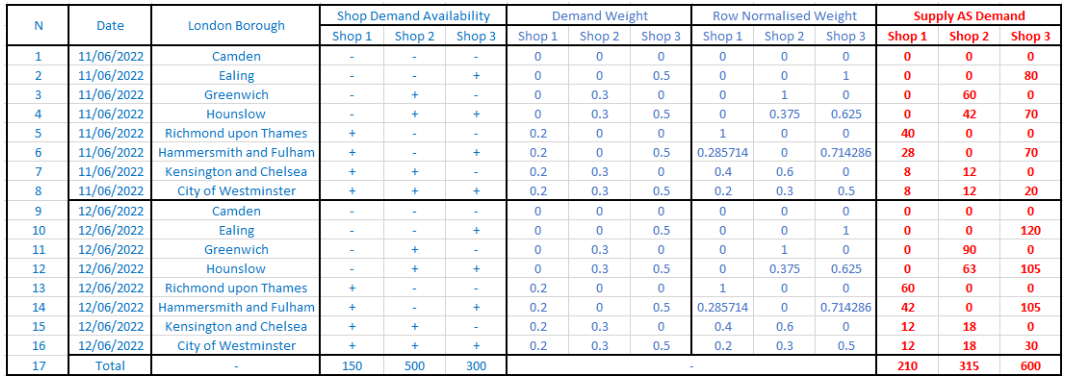 N Date London Borough Shop Demand Availability Demand Weight Row Normalised Weight Supply AS Demand
Shop 1 Shop 2 Shop 3 Shop 1 Shop 2 Shop 3 Shop 1 Shop 2 Shop 3 Shop 1 Shop 2 Shop 3
1 11/06/2022 Camden - - - 0 0 0 0 0 0 0 0 0
2 11/06/2022 Ealing - - + 0 0 0.5 0 0 1 0 0 80
3 11/06/2022 Greenwich - + - 0 0.3 0 0 1 0 0 60 0
4 11/06/2022 Hounslow - + + 0 0.3 0.5 0 0.375 0.625 0 42 70
5 11/06/2022 Richmond upon Thames + - - 0.2 0 0 1 0 0 40 0 0
6 11/06/2022 Hammersmith and Fulham + - + 0.2 0 0.5 0.285714 0 0.714286 28 0 70
7 11/06/2022 Kensington and Chelsea + + - 0.2 0.3 0 0.4 0.6 0 8 12 0
8 11/06/2022 City of Westminster + + + 0.2 0.3 0.5 0.2 0.3 0.5 8 12 20
9 12/06/2022 Camden - - - 0 0 0 0 0 0 0 0 0
10 12/06/2022 Ealing - - + 0 0 0.5 0 0 1 0 0 120
11 12/06/2022 Greenwich - + - 0 0.3 0 0 1 0 0 90 0
12 12/06/2022 Hounslow - + + 0 0.3 0.5 0 0.375 0.625 0 63 105
13 12/06/2022 Richmond upon Thames + - - 0.2 0 0 1 0 0 60 0 0
14 12/06/2022 Hammersmith and Fulham + - + 0.2 0 0.5 0.285714 0 0.714286 42 0 105
15 12/06/2022 Kensington and Chelsea + + - 0.2 0.3 0 0.4 0.6 0 12 18 0
16 12/06/2022 City of Westminster + + + 0.2 0.3 0.5 0.2 0.3 0.5 12 18 30
17 Total - 150 500 300 - 210 315 600